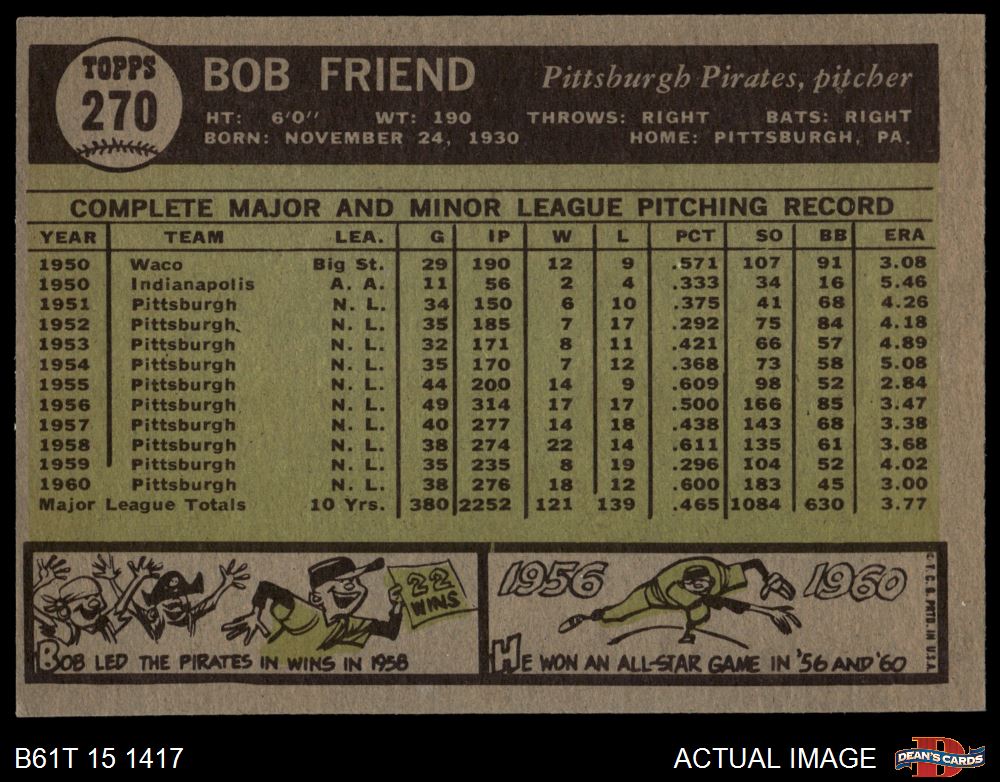 TOPPS
270
BOB FRIEND
Pittsburgh Pirates, pitcher
HT: 6'0" WT: 190 THROWS: RIGHT BATS: RIGHT
BORN: NOVEMBER 24, 1930 HOME: PITTSBURGH, PA.
COMPLETE MAJOR AND MINOR LEAGUE PITCHING RECORD
YEAR TEAM LEA. G IP W L PCT SO BB ERA
1950 Waco Big St. 29 190 12 9 .571 107 91 3.08
1950 Indianapolis A. A. 11 56 2 4 .333 34 16 5.46
1951 Pittsburgh N. L. 34 150 6 10 .375 41 68 4.26
1952 Pittsburgh N. L. 35 185 7 17 .292 75 84 4.18
1953 Pittsburgh N. L. 32 171 8 11 .421 66 57 4.89
1954 Pittsburgh N. L. 35 170 7 12 .368 73 58 5.08
1955 Pittsburgh N. L. 44 200 14 9 .609 98 52 2.84
1956 Pittsburgh N. L. 49 314 17 17 .500 166 85 3.47
1957 Pittsburgh N. L. 40 277 14 18 .438 143 68 3.38
1958 Pittsburgh N. L. 38 274 22 14 .611 135 61 3.68
1959 Pittsburgh N. L. 35 235 8 19 .296 104 52 4.02
1960 Pittsburgh N. L. 38 276 18 12 .600 183 45 3.00
Major League Totals 10 Yrs. 380 2252 121 139 .465 1084 630 3.77
22
WINS
BOB LED THE PIRATES IN WINS IN 1958
1956 1960
HE WON AN ALL-STAR GAME IN '56 AND '60
© T. C. G. PRTD. IN U.S.A.
B61T 15 1417
ACTUAL IMAGE
D
DEAN'S CARDS